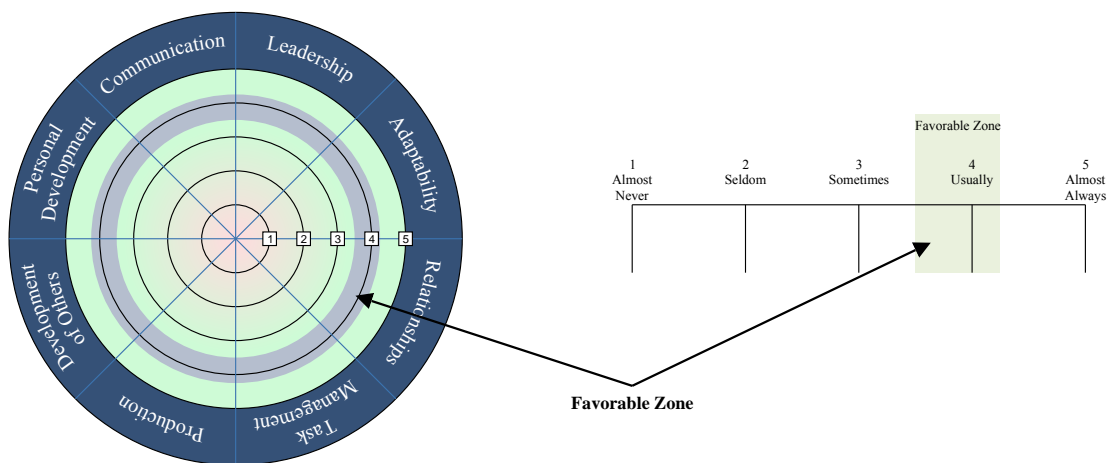 Communication
Leadership
Adaptability
Relationships
Task
Management
Production
Development
of Others
Personal
Development
1
2
3
4
5
Favorable Zone
1
Almost
Never
2
Seldom
3
Sometimes
4
Usually
5
Almost
Always
Favorable Zone